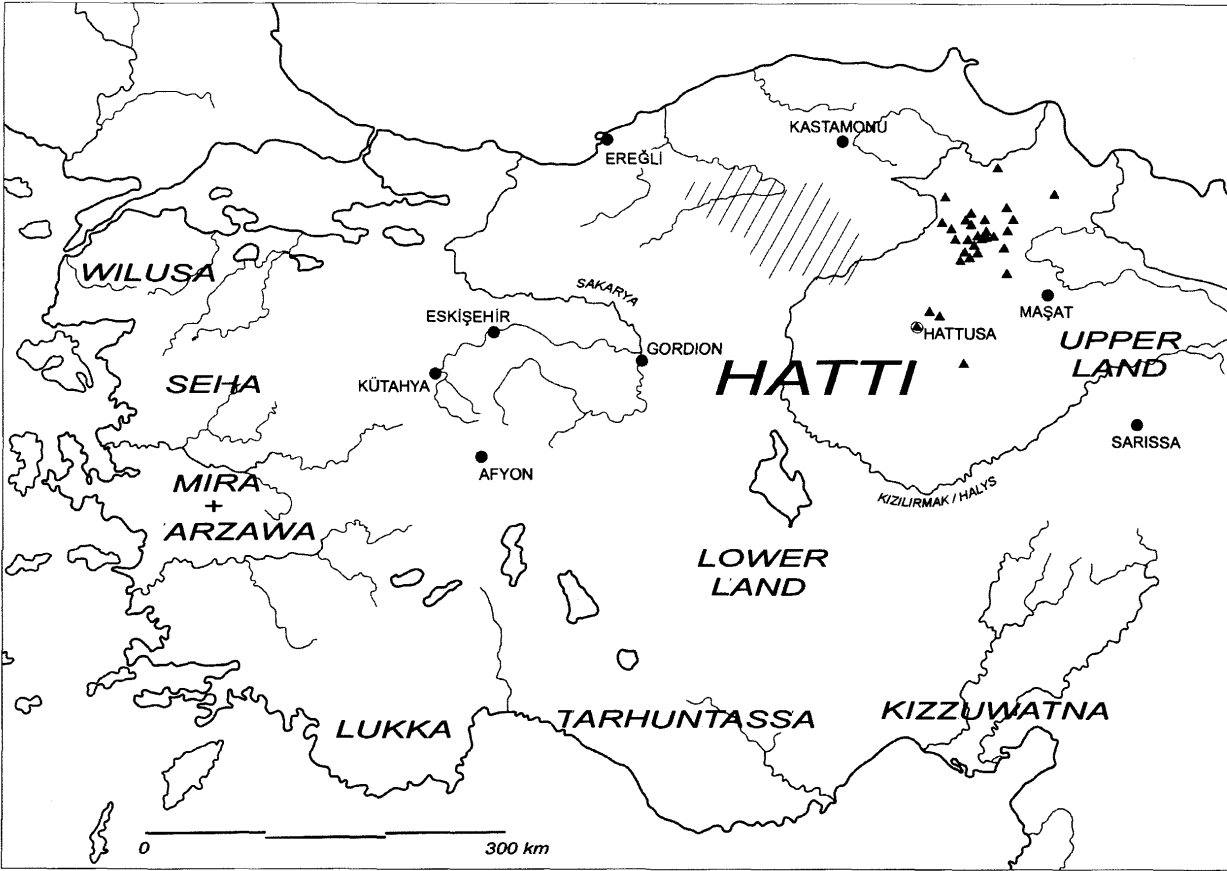 KASTAMONU
EREĞLİ
WILUSA
SAKARYA
ESKİŞEHİR
MAŞAT
HATTUSA
UPPER
LAND
GORDION
HATTI
SEHA
KÜTAHYA
SARISSA
AFYON
MIRA
+
ARZAWA
KIZILIRMAK / HALYS
LOWER
LAND
LUKKA
TARHUNTASSA
KIZZUWATNA
0
300 km